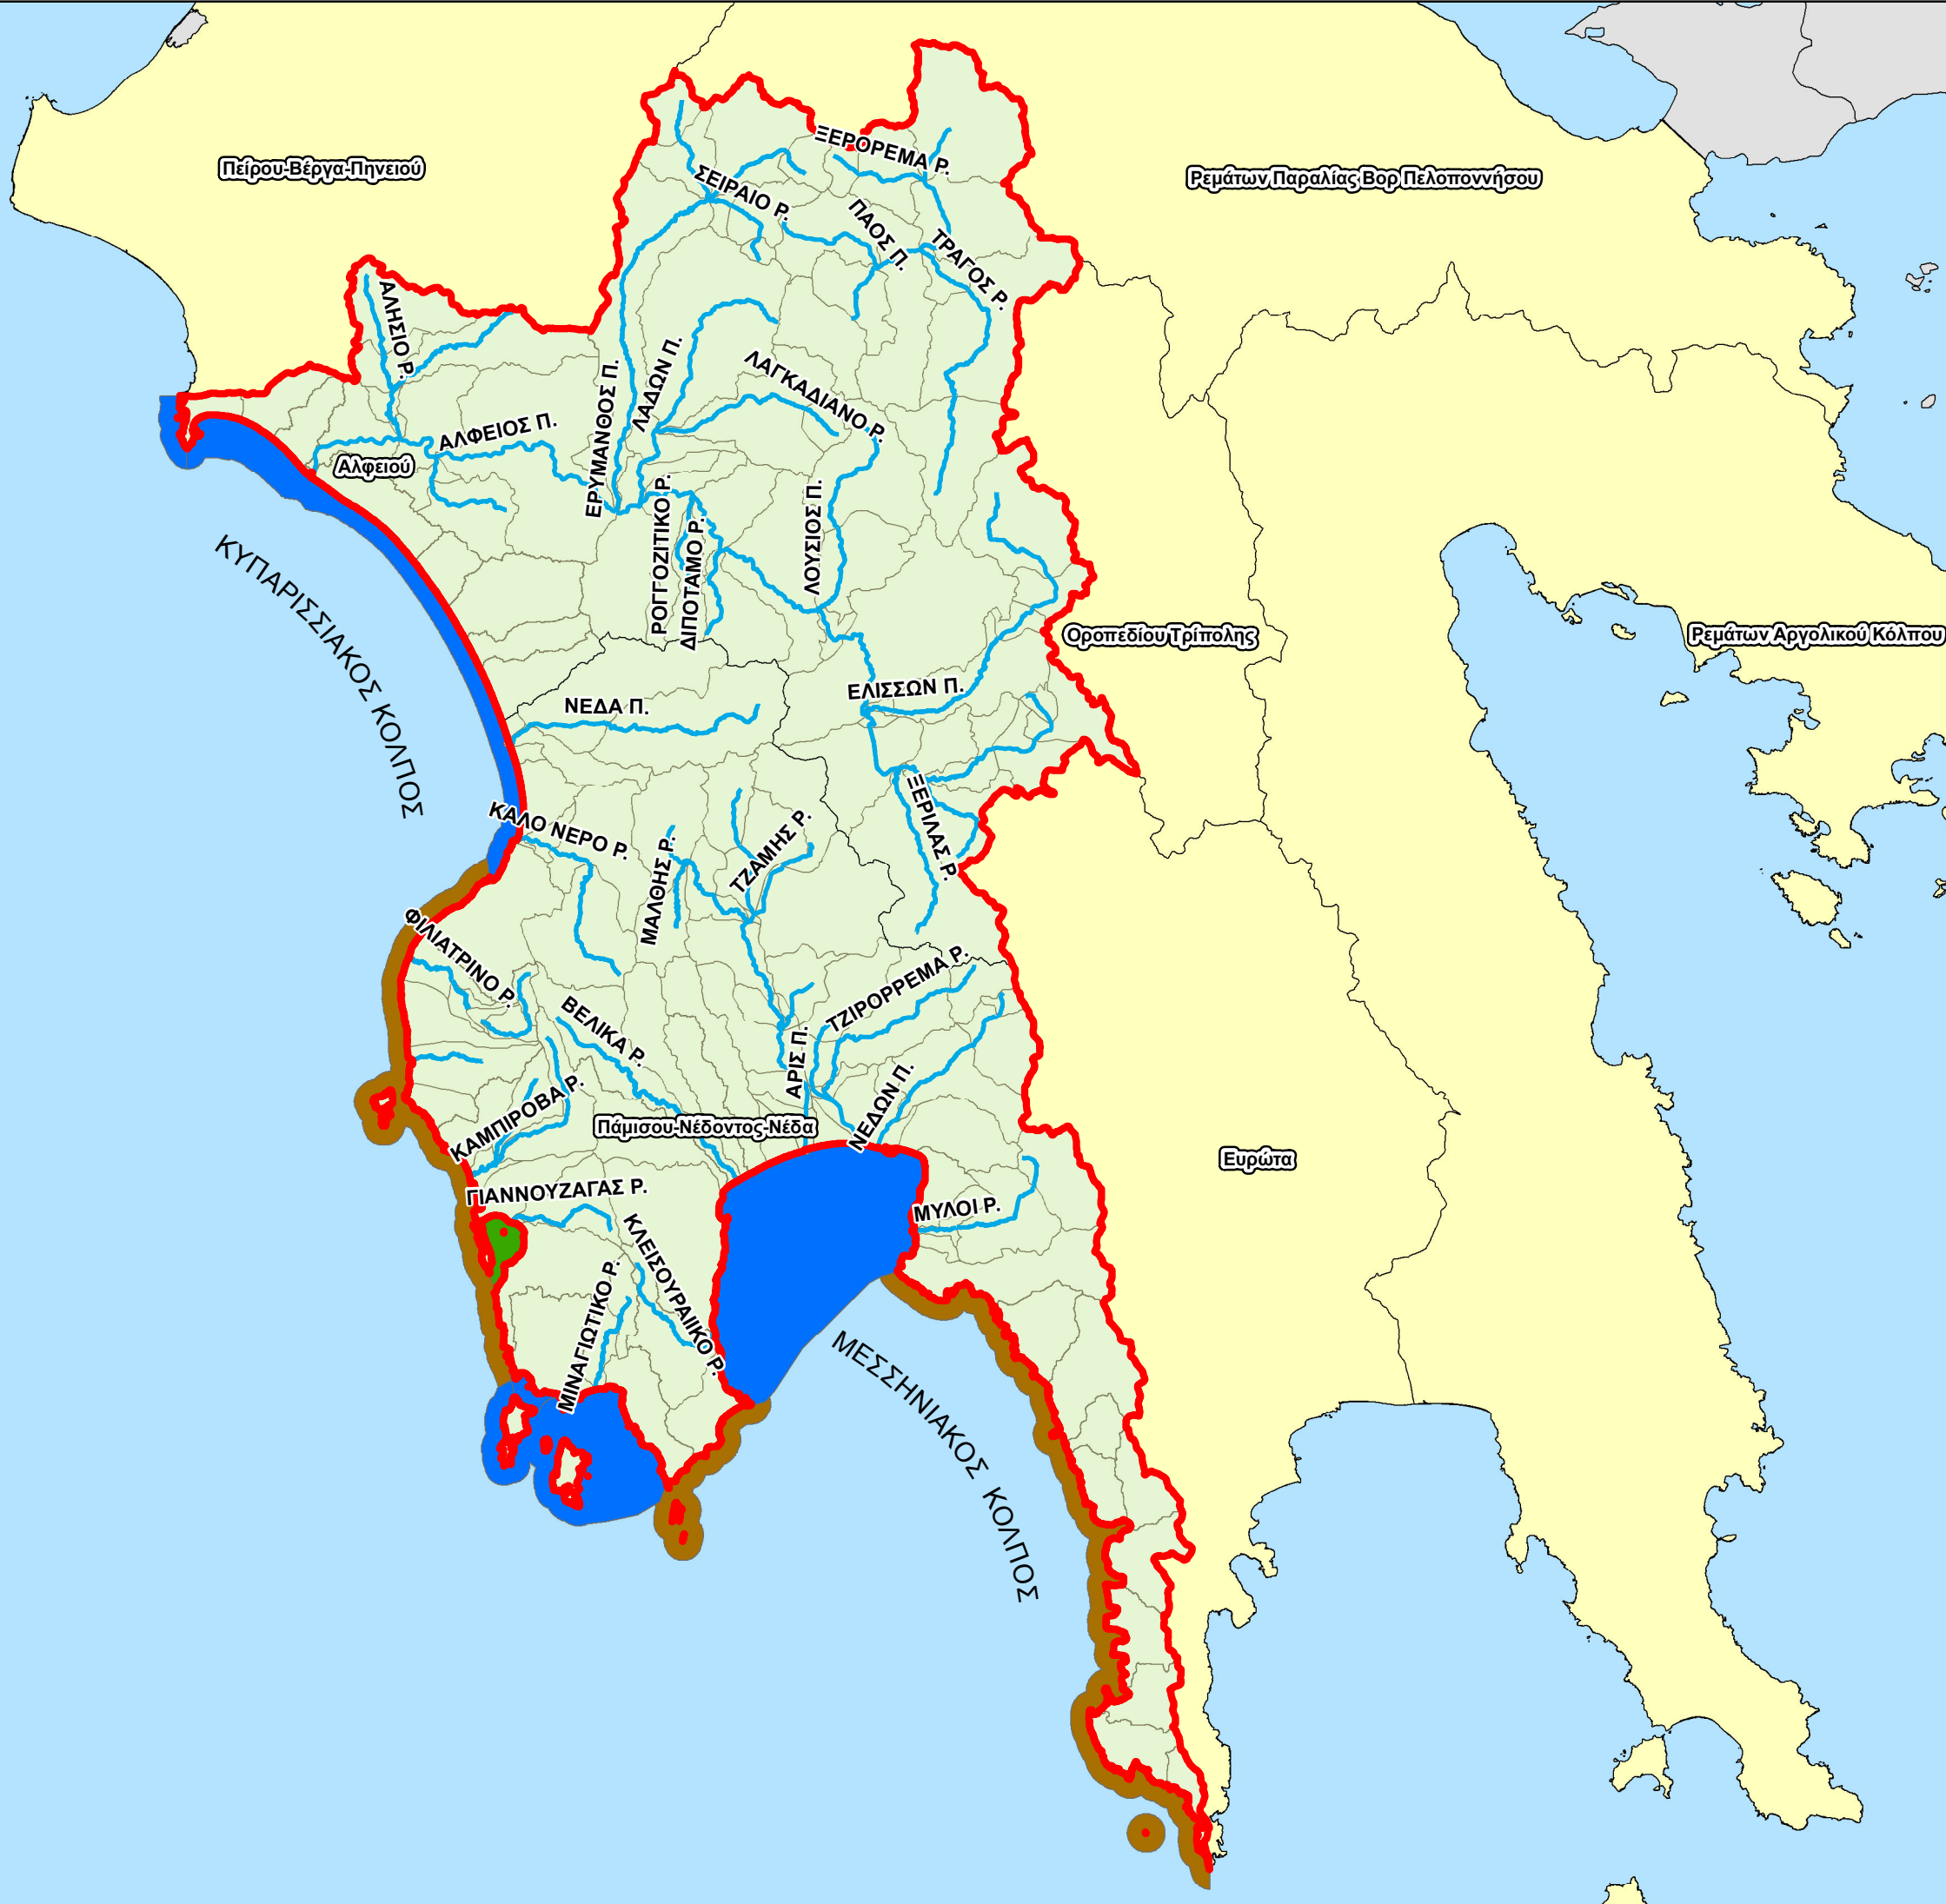 ΞΕΡΟΡΕΜΑ Ρ.
Πείρου-Βέργα-Πηνειού
Ρεμάτων Παραλίας Βορ Πελοποννήσου
ΣΕΙΡΑΙΟ Ρ.
ΠΑΟΣ Π.
ΤΡΑΓΟΣ Ρ.
ΑΛΗΣΙΟ Ρ.
ΛΑΔΩΝ Π.
ΛΑΓΚΑΔΙΑΝΟ Ρ.
ΕΡΥΜΑΝΘΟΣ Π.
ΑΛΦΕΙΟΣ Π.
Αλφειού
ΡΟΓΓΟΖΙΤΙΚΟ Ρ.
ΔΙΠΟΤΑΜΟ Ρ.
ΛΟΥΣΙΟΣ Π.
ΚΥΠΑΡΙΣΣΙΑΚΟΣ ΚΟΛΠΟΣ
Οροπεδίου Τρίπολης
Ρεμάτων Αργολικού Κόλπου
ΕΛΙΣΣΩΝ Π.
ΝΕΔΑ Π.
ΞΕΡΙΛΑΣ Ρ.
ΚΑΛΟ ΝΕΡΟ Ρ.
ΜΑΛΘΗΣ Ρ.
ΤΖΑΜΗΣ Ρ.
ΦΙΛΙΑΤΡΙΝΟ Ρ.
ΤΖΙΡΟΡΡΕΜΑ Ρ.
ΒΕΛΙΚΑ Ρ.
ΑΡΙΣ Π.
ΝΕΔΩΝ Π.
ΚΑΜΠΙΡΟΒΑ Ρ.
Πάμισου-Νέδοντος-Νέδα
Ευρώτα
ΓΙΑΝΝΟΥΖΑΓΑΣ Ρ.
ΜΥΛΟΙ Ρ.
ΚΛΕΙΣΟΥΡΑΙΙΚΟ Ρ.
ΜΙΝΑΓΙΩΤΙΚΟ Ρ.
ΜΕΣΣΗΝΙΑΚΟΣ ΚΟΛΠΟΣ